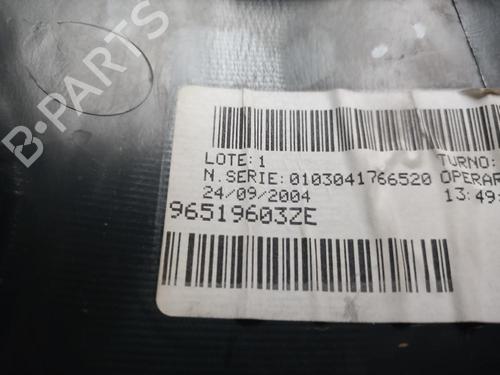 B-PARTS
LOTE:1 TURNO:
N.SERIE:0103041766520 OPERAR
24/09/2004 13:49
96519603ZE